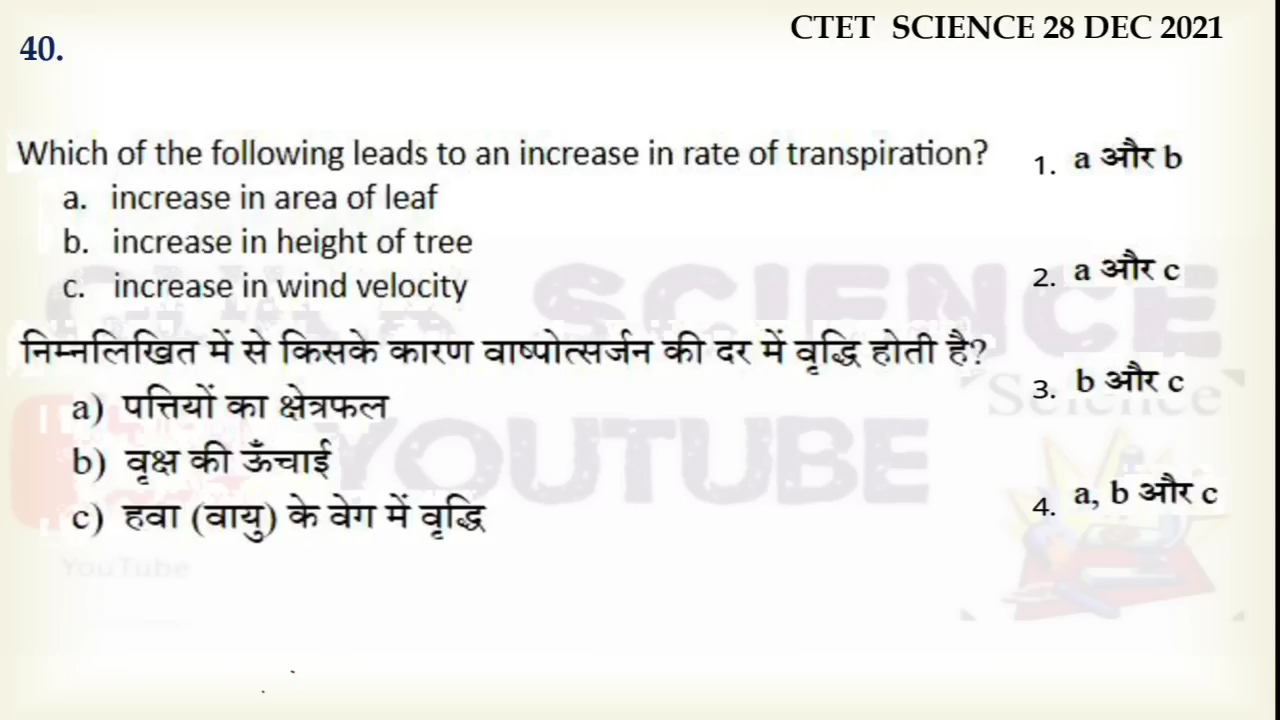 CTET SCIENCE 28 DEC 2021
40.
Which of the following leads to an increase in rate of transpiration?
a. increase in area of leaf
b. increase in height of tree
c. increase in wind velocity
निम्नलिखित में से किसके कारण वाष्पोत्सर्जन की दर में वृद्धि होती है?
a) पत्तियों का क्षेत्रफल
b) वृक्ष की ऊँचाई
c) हवा (वायु) के वेग में वृद्धि
1. a और b
2. a और c
3. b और c
4. a, b और c
SCIENCE
YOUTUBE
Science
YouTube